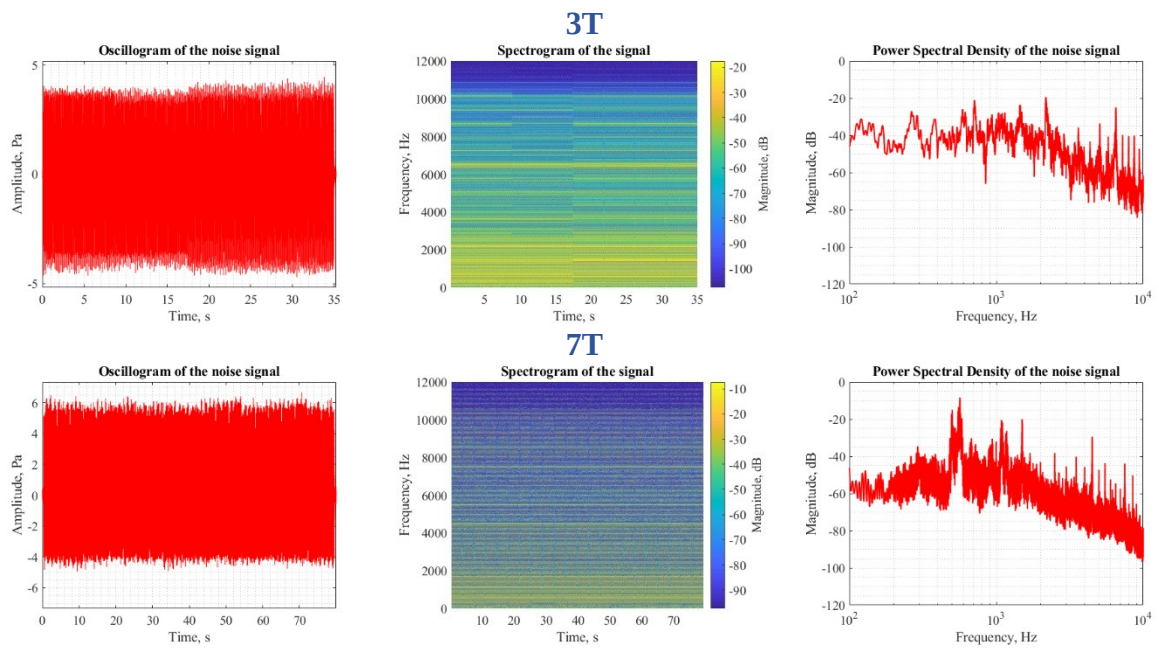 3T
Oscillogram of the noise signal
5
0
-5
Amplitude, Pa
0 5 10 15 20 25 30 35
Time, s
Spectrogram of the signal
12000
10000
8000
6000
4000
2000
0
Frequency, Hz
5 10 15 20 25 30 35
Time, s
-20
-30
-40
-50
-60
-70
-80
-90
-100
Magnitude, dB
Power Spectral Density of the noise signal
0
-20
-40
-60
-80
-100
-120
Magnitude, dB
10² 10³ 10⁴
Frequency, Hz
7T
Oscillogram of the noise signal
6
4
2
0
-2
-4
-6
Amplitude, Pa
0 10 20 30 40 50 60 70
Time, s
Spectrogram of the signal
12000
10000
8000
6000
4000
2000
0
Frequency, Hz
10 20 30 40 50 60 70
Time, s
-10
-20
-30
-40
-50
-60
-70
-80
-90
Magnitude, dB
Power Spectral Density of the noise signal
0
-20
-40
-60
-80
-100
-120
Magnitude, dB
10² 10³ 10⁴
Frequency, Hz